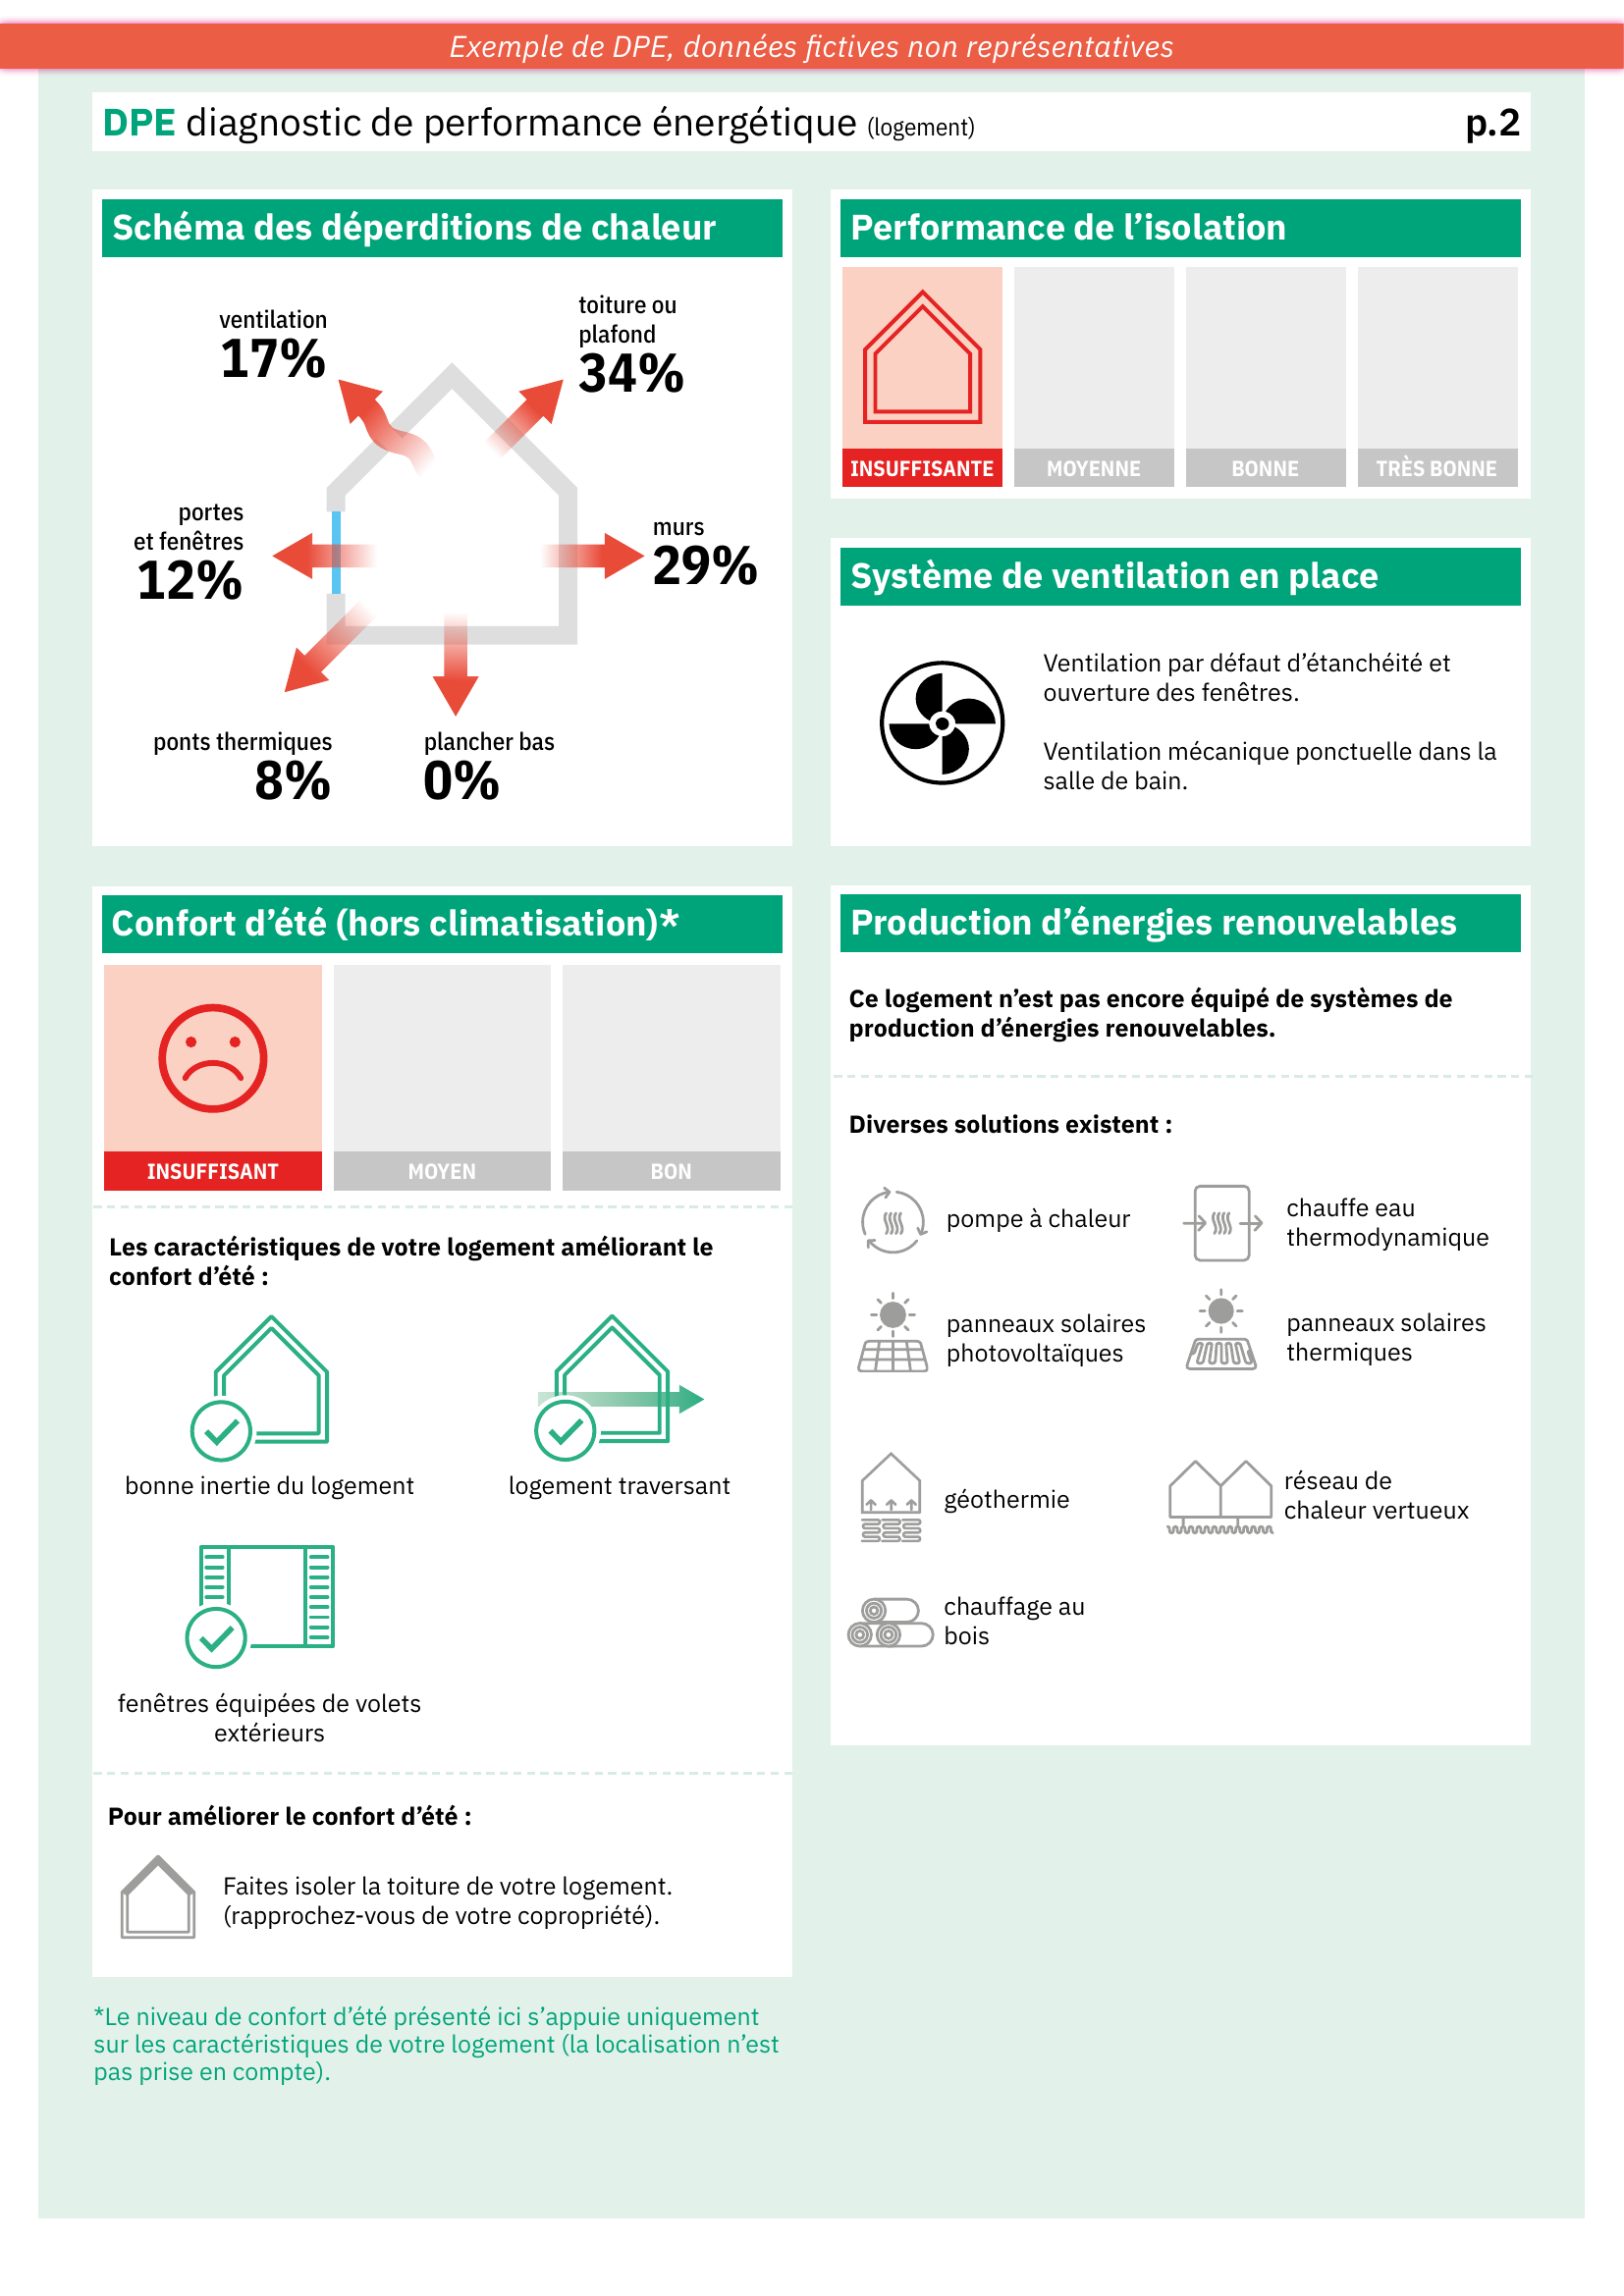 Exemple de DPE, données fictives non représentatives
DPE diagnostic de performance énergétique (logement)
p.2
Schéma des déperditions de chaleur
ventilation
17%
toiture ou
plafond
34%
portes
et fenêtres
12%
murs
29%
ponts thermiques
8%
plancher bas
0%
Performance de l’isolation
INSUFFISANTE
MOYENNE
BONNE
TRÈS BONNE
Système de ventilation en place
Ventilation par défaut d’étanchéité et
ouverture des fenêtres.
Ventilation mécanique ponctuelle dans la
salle de bain.
Confort d’été (hors climatisation)*
INSUFFISANT
MOYEN
BON
Les caractéristiques de votre logement améliorant le
confort d’été :
bonne inertie du logement
logement traversant
fenêtres équipées de volets
extérieurs
Pour améliorer le confort d’été :
Faites isoler la toiture de votre logement.
(rapprochez-vous de votre copropriété).
*Le niveau de confort d’été présenté ici s’appuie uniquement
sur les caractéristiques de votre logement (la localisation n’est
pas prise en compte).
Production d’énergies renouvelables
Ce logement n’est pas encore équipé de systèmes de
production d’énergies renouvelables.
Diverses solutions existent :
pompe à chaleur
chauffe eau
thermodynamique
panneaux solaires
photovoltaïques
panneaux solaires
thermiques
géothermie
réseau de
chaleur vertueux
chauffage au
bois